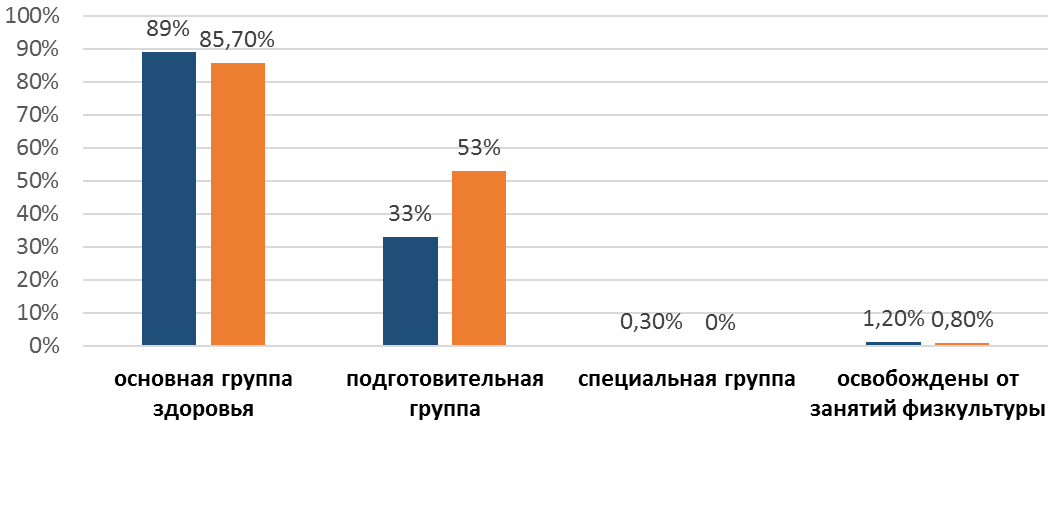 100%
90%
80%
70%
60%
50%
40%
30%
20%
10%
0%
89%
85,70%
33%
53%
0,30%
0%
1,20%
0,80%
основная группа
здоровья
подготовительная
группа
специальная группа
освобождены от
занятий физкультуры